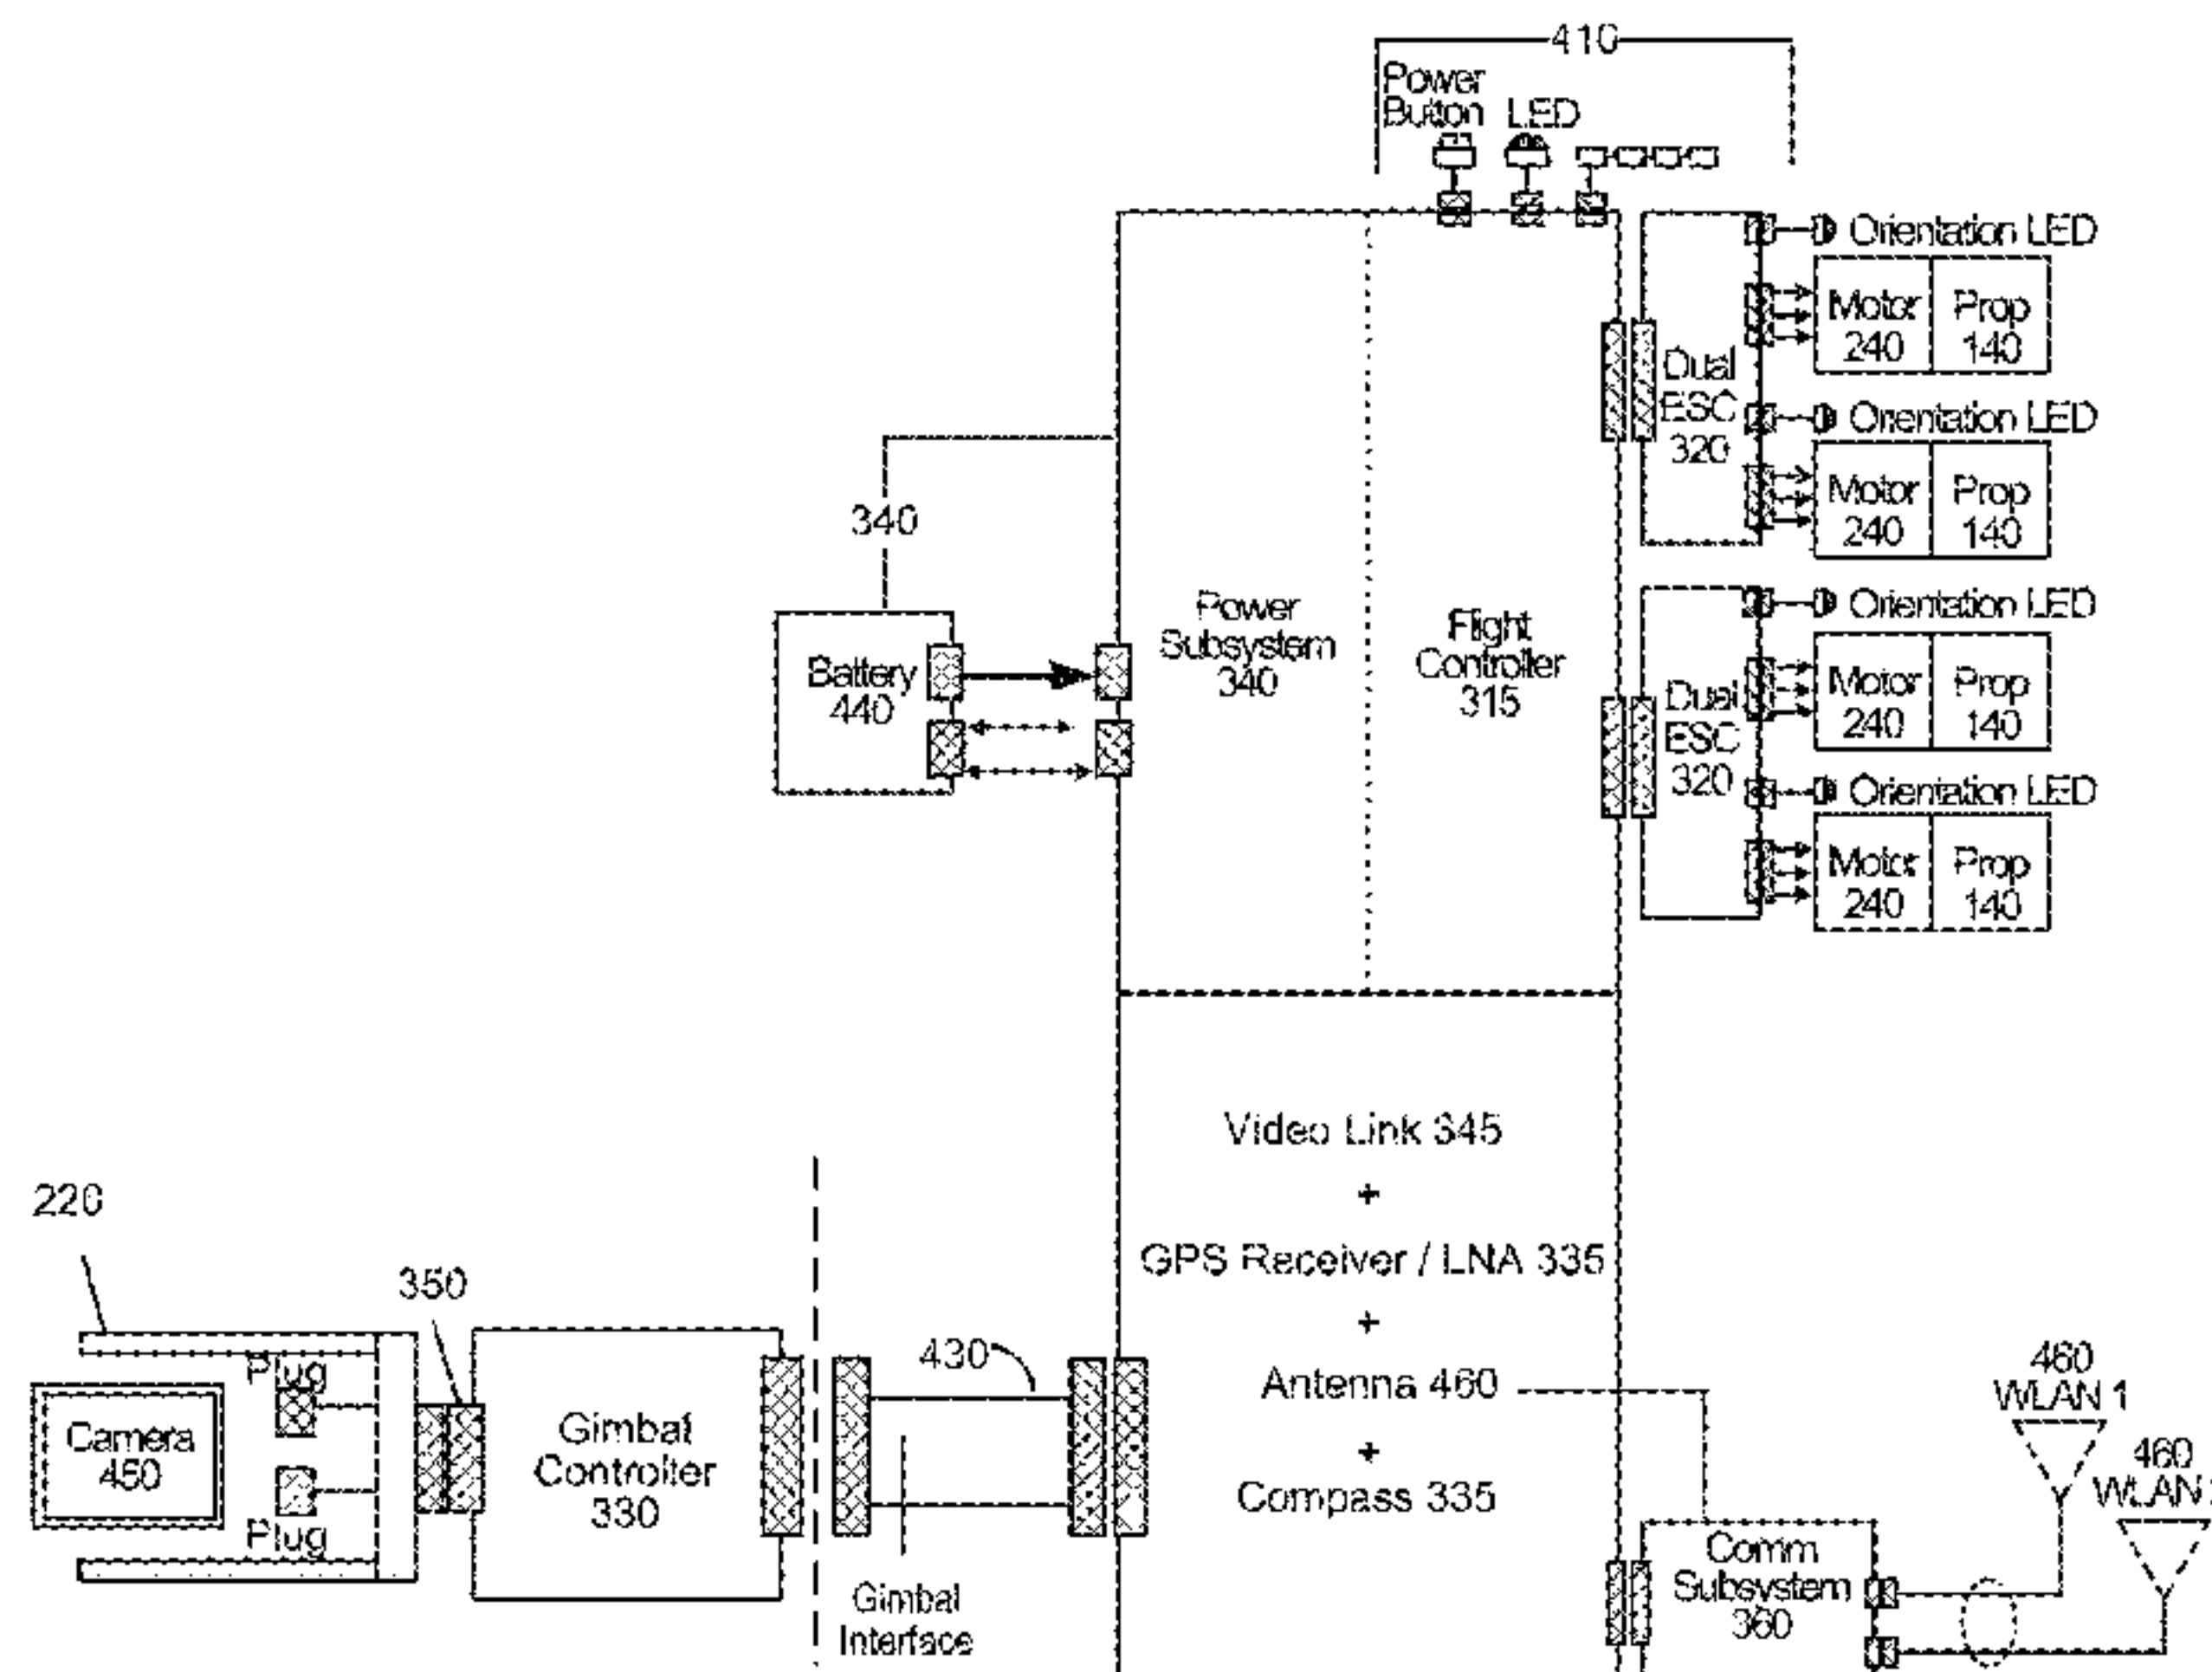 410
Power
Button LED
Orientation LED
Motor Prop
240 140
Dual
ESC
320
Orientation LED
Motor Prop
240 140
340
Orientation LED
Power
Subsystem
340
Flight
Controller
315
Battery
440
Motor Prop
240 140
Dual
ESC
320
Orientation LED
Motor Prop
240 140
Video Link 345
+
GPS Receiver / LNA 335
+
Antenna 460
+
Compass 335
220
350
430
Plug
Camera
450
Plug
Gimbal
Controller
330
Gimbal
Interface
460
WLAN 1
460
WLAN
Comm
Subsystem
360